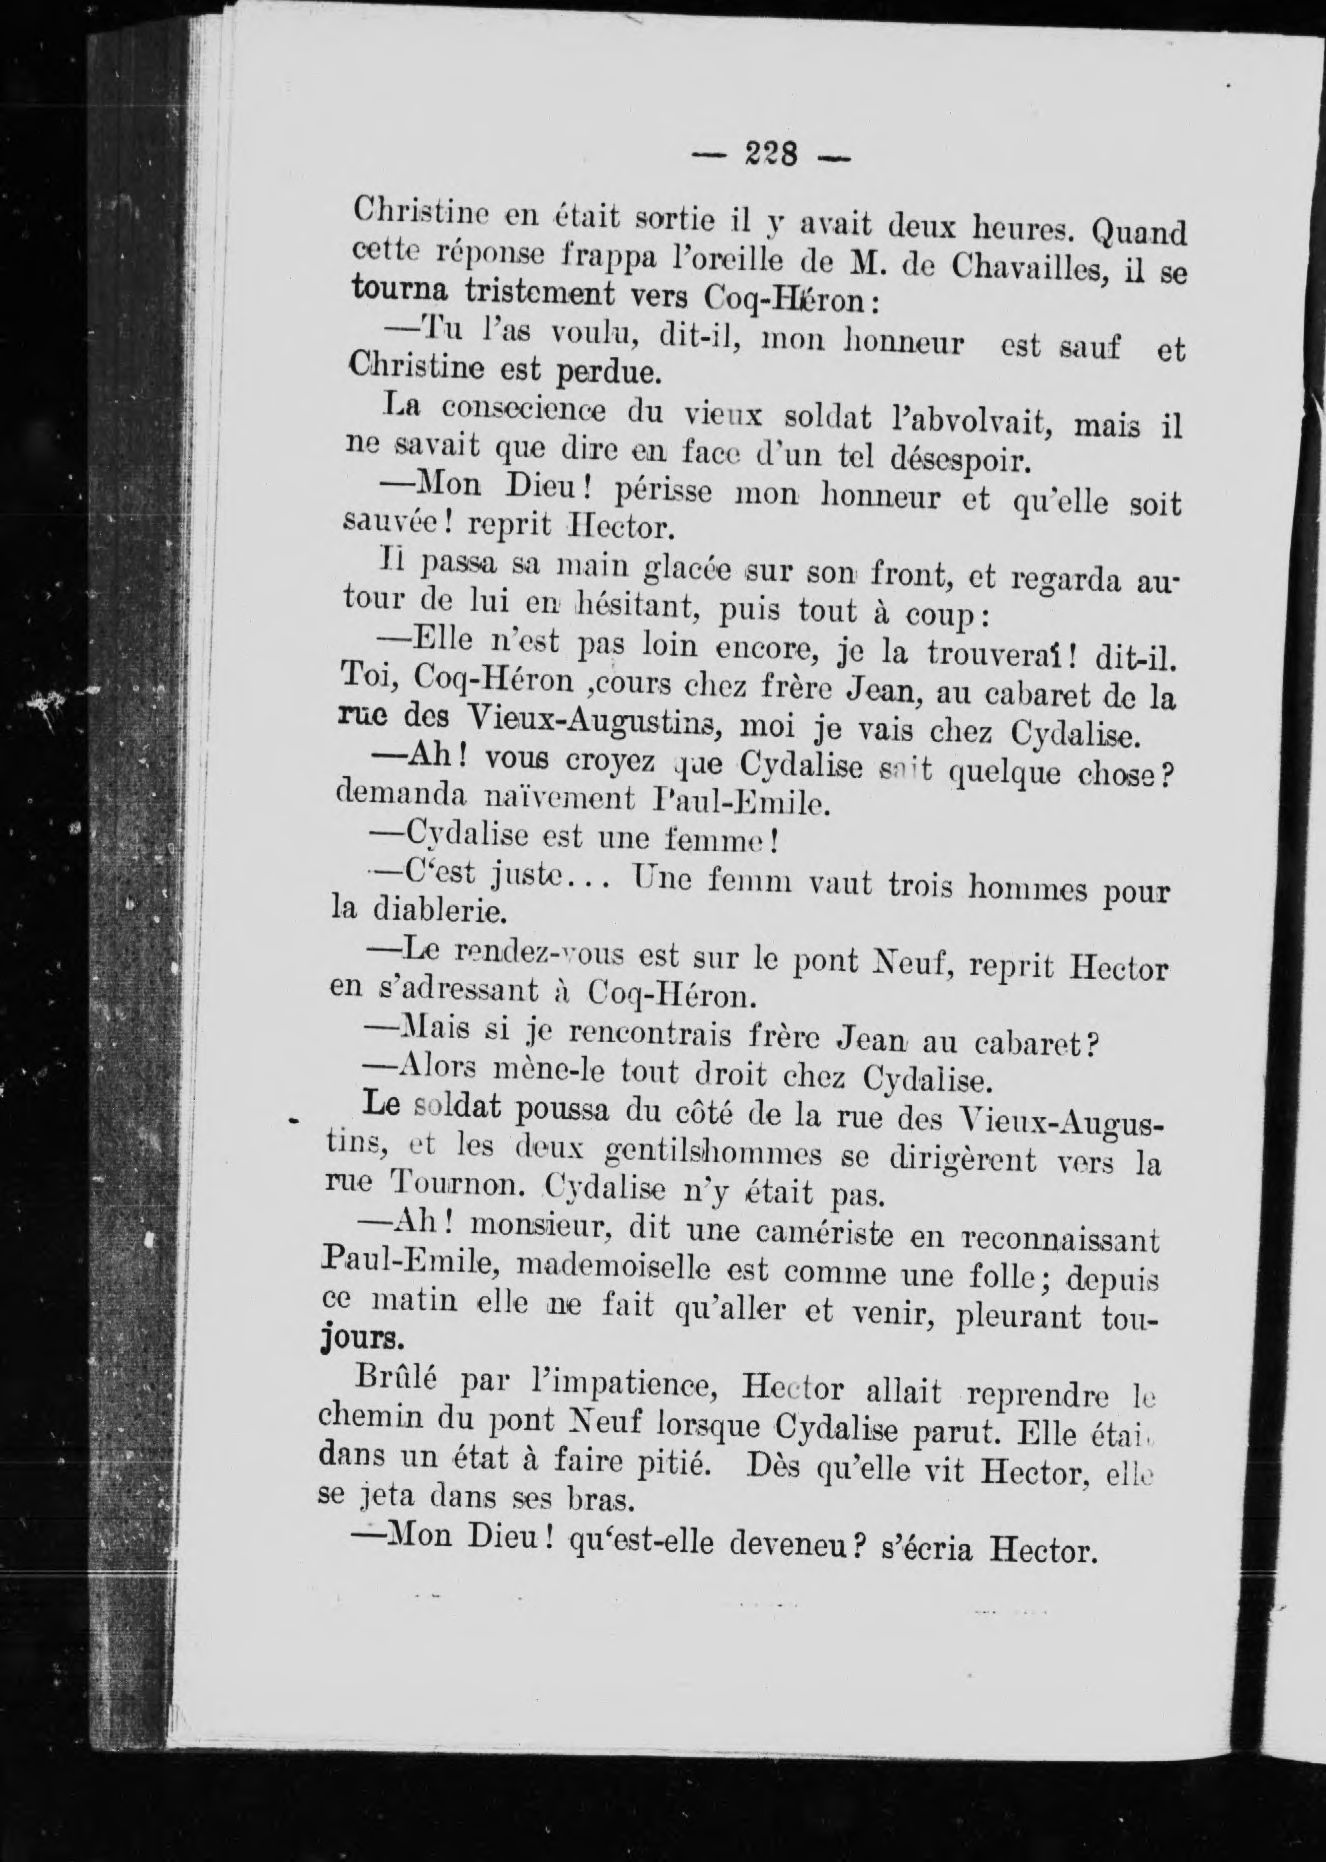 — 228 —
Christine en était sortie il y avait deux heures. Quand
cette réponse frappa l'oreille de M. de Chavailles, il se
tourna tristement vers Coq-Héron:
—Tu l'as voulu, dit-il, mon honneur est sauf et
Christine est perdue.
La consecience du vieux soldat l'abvolvait, mais il
ne savait que dire en face d'un tel désespoir.
—Mon Dieu! périsse mon honneur et qu'elle soit
sauvée! reprit Hector.
Il passa sa main glacée sur son front, et regarda au-
tour de lui en hésitant, puis tout à coup:
—Elle n'est pas loin encore, je la trouverai! dit-il.
Toi, Coq-Héron ,cours chez frère Jean, au cabaret de la
rue des Vieux-Augustins, moi je vais chez Cydalise.
—Ah! vous croyez que Cydalise sait quelque chose?
demanda naïvement Paul-Emile.
—Cydalise est une femme!
—C‘est juste... Une femm vaut trois hommes pour
la diablerie.
—Le rendez-vous est sur le pont Neuf, reprit Hector
en s'adressant à Coq-Héron.
—Mais si je rencontrais frère Jean au cabaret?
—Alors mène-le tout droit chez Cydalise.
Le soldat poussa du côté de la rue des Vieux-Augus-
tins, et les deux gentilshommes se dirigèrent vers la
rue Tournon. Cydalise n'y était pas.
—Ah! monsieur, dit une camériste en reconnaissant
Paul-Emile, mademoiselle est comme une folle; depuis
ce matin elle ne fait qu'aller et venir, pleurant tou-
jours.
Brûlé par l'impatience, Hector allait reprendre le
chemin du pont Neuf lorsque Cydalise parut. Elle étai
dans un état à faire pitié. Dès qu'elle vit Hector, elle
se jeta dans ses bras.
—Mon Dieu! qu‘est-elle deveneu? s'écria Hector.